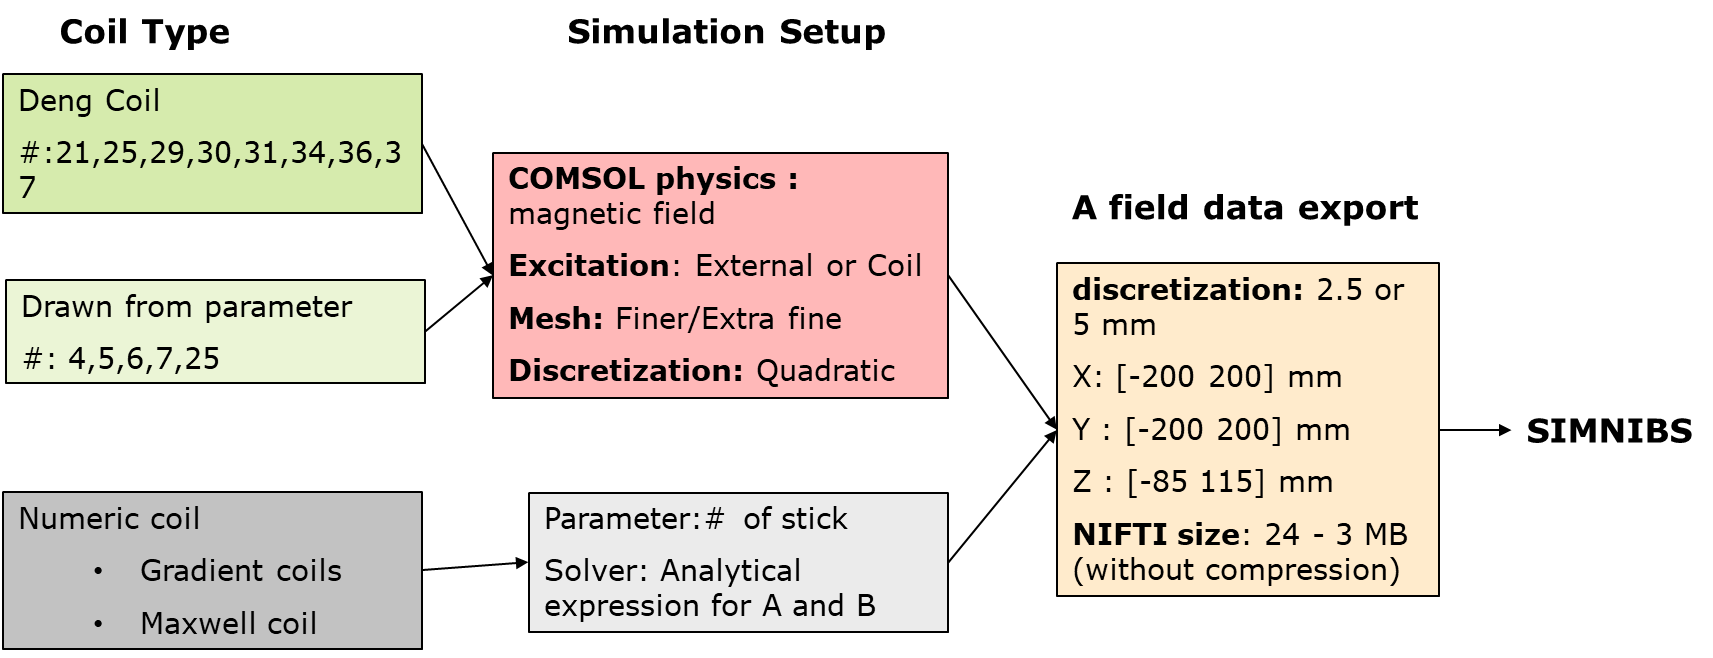 Coil Type
Simulation Setup
Deng Coil
#:21,25,29,30,31,34,36,3
7
Drawn from parameter
#: 4,5,6,7,25
Numeric coil
• Gradient coils
• Maxwell coil
COMSOL physics :
magnetic field
Excitation: External or Coil
Mesh: Finer/Extra fine
Discretization: Quadratic
Parameter:# of stick
Solver: Analytical
expression for A and B
A field data export
discretization: 2.5 or
5 mm
X: [-200 200] mm
Y : [-200 200] mm
Z : [-85 115] mm
NIFTI size: 24 - 3 MB
(without compression)
SIMNIBS